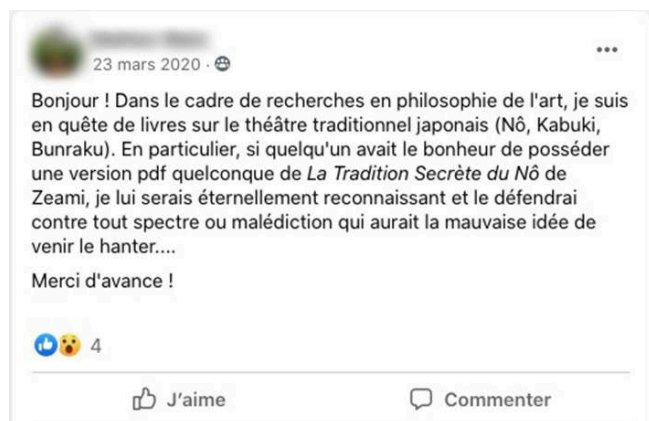 23 mars 2020 ·
Bonjour ! Dans le cadre de recherches en philosophie de l'art, je suis
en quête de livres sur le théâtre traditionnel japonais (Nô, Kabuki,
Bunraku). En particulier, si quelqu'un avait le bonheur de posséder
une version pdf quelconque de La Tradition Secrète du Nô de
Zeami, je lui serais éternellement reconnaissant et le défendrai
contre tout spectre ou malédiction qui aurait la mauvaise idée de
venir le hanter....
Merci d'avance !
4
J'aime Commenter